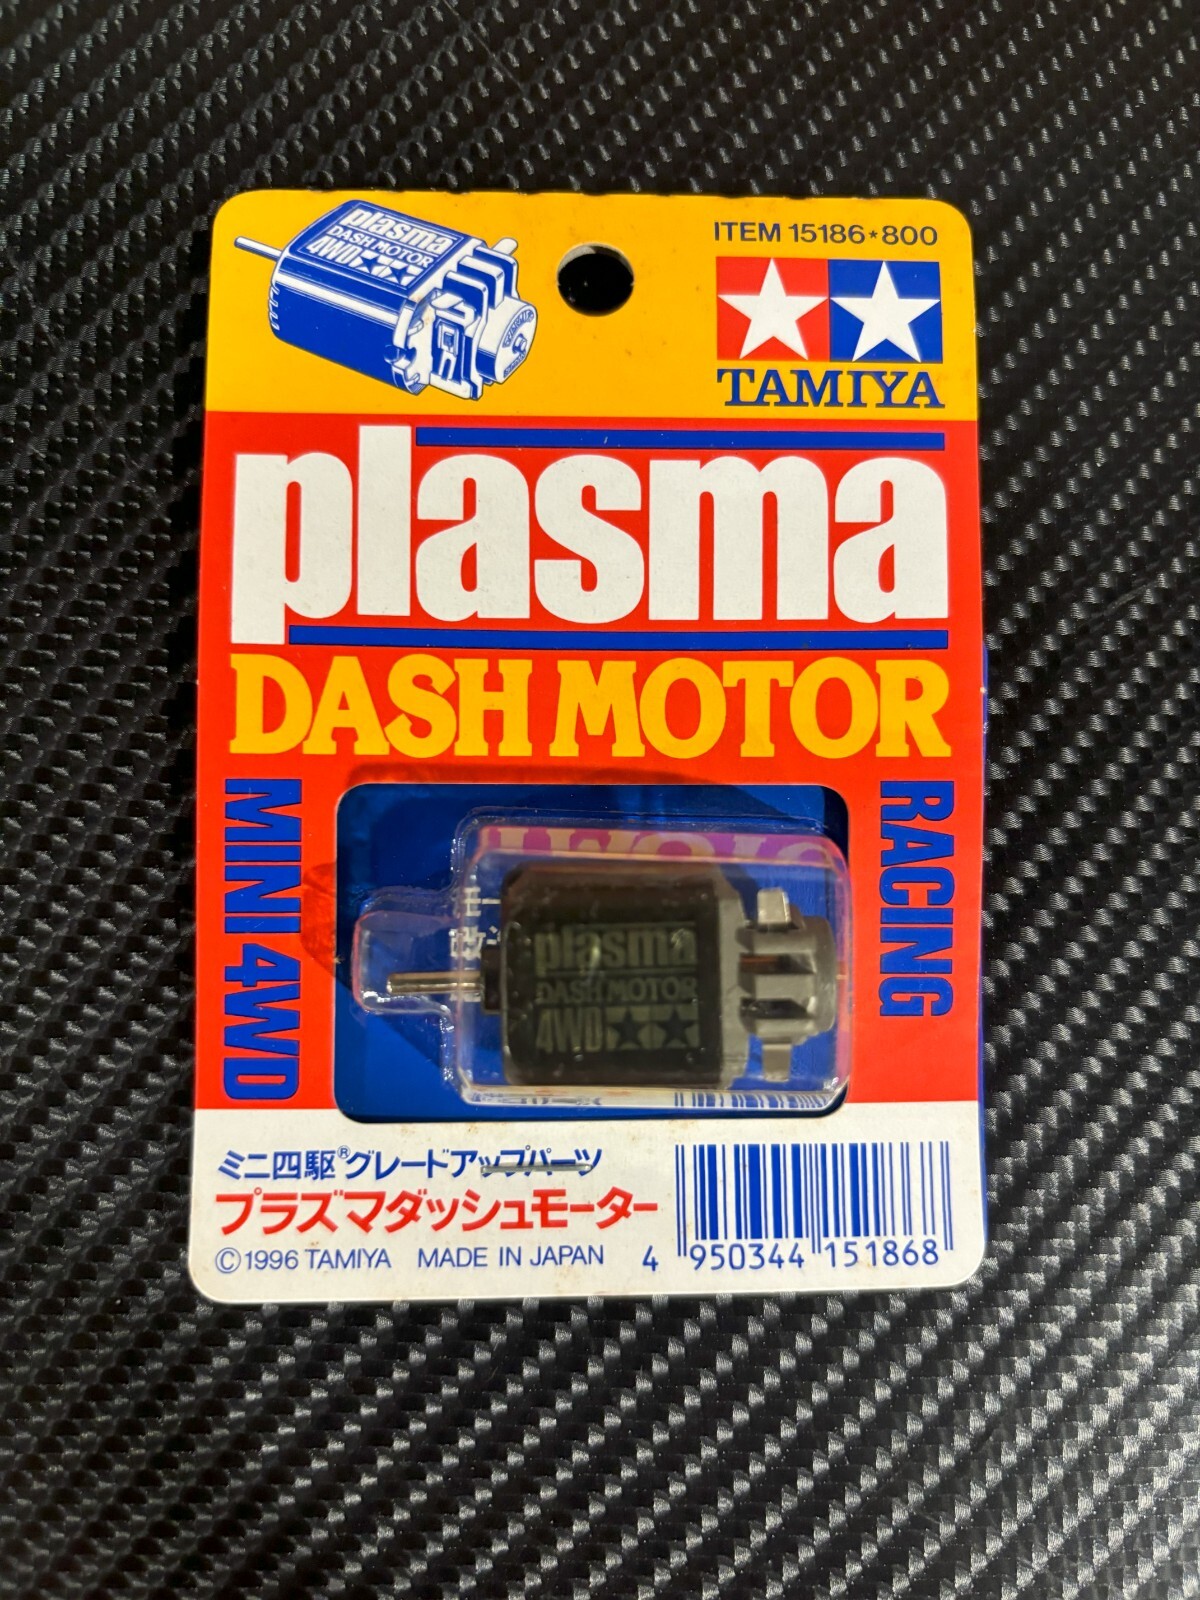 plasma
DASH MOTOR
4WD
ITEM 15186★800
TAMIYA
plasma
DASH MOTOR
MINI 4WD
RACING
plasma
DASH MOTOR
4WD
ミニ四駆®グレードアップパーツ
プラズマダッシュモーター
©1996 TAMIYA MADE IN JAPAN
4 950344 151868